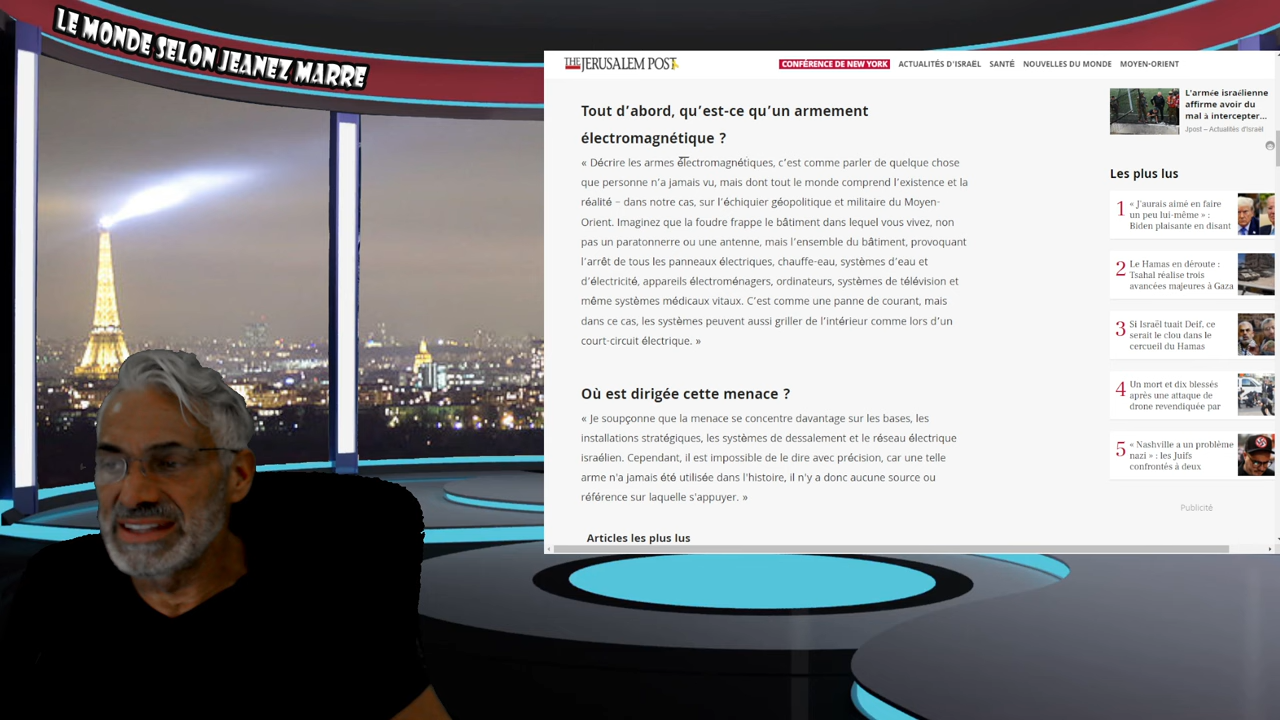 LE MONDE SELON JEANEZ MARRE
THE JERUSALEM POST
CONFÉRENCE DE NEW YORK ACTUALITÉS D'ISRAËL SANTÉ NOUVELLES DU MONDE MOYEN-ORIENT
Tout d'abord, qu'est-ce qu'un armement
électromagnétique ?
« Décrire les armes électromagnétiques, c'est comme parler de quelque chose
que personne n'a jamais vu, mais dont tout le monde comprend l'existence et la
réalité – dans notre cas, sur l'échiquier géopolitique et militaire du Moyen-
Orient. Imaginez que la foudre frappe le bâtiment dans lequel vous vivez, non
pas un paratonnerre ou une antenne, mais l'ensemble du bâtiment, provoquant
l'arrêt de tous les panneaux électriques, chauffe-eau, systèmes d'eau et
d'électricité, appareils électroménagers, ordinateurs, systèmes de télévision et
même systèmes médicaux vitaux. C'est comme une panne de courant, mais
dans ce cas, les systèmes peuvent aussi griller de l'intérieur comme lors d'un
court-circuit électrique. »
Où est dirigée cette menace ?
« Je soupçonne que la menace se concentre davantage sur les bases, les
installations stratégiques, les systèmes de dessalement et le réseau électrique
israélien. Cependant, il est impossible de le dire avec précision, car une telle
arme n'a jamais été utilisée dans l'histoire, il n'y a donc aucune source ou
référence sur laquelle s'appuyer. »
Articles les plus lus
L'armée israélienne
affirme avoir du
mal à intercepter...
Jpost – Actualités d'Israël
Les plus lus
1 « J'aurais aimé en faire
un peu lui-même » :
Biden plaisante en disant
2 Le Hamas en déroute :
Tsahal réalise trois
avancées majeures à Gaza
3 Si Israël tuait Deif, ce
serait le clou dans le
cercueil du Hamas
4 Un mort et dix blessés
après une attaque de
drone revendiquée par
5 « Nashville a un problème
nazi » : les Juifs
confrontés à deux
Publicité